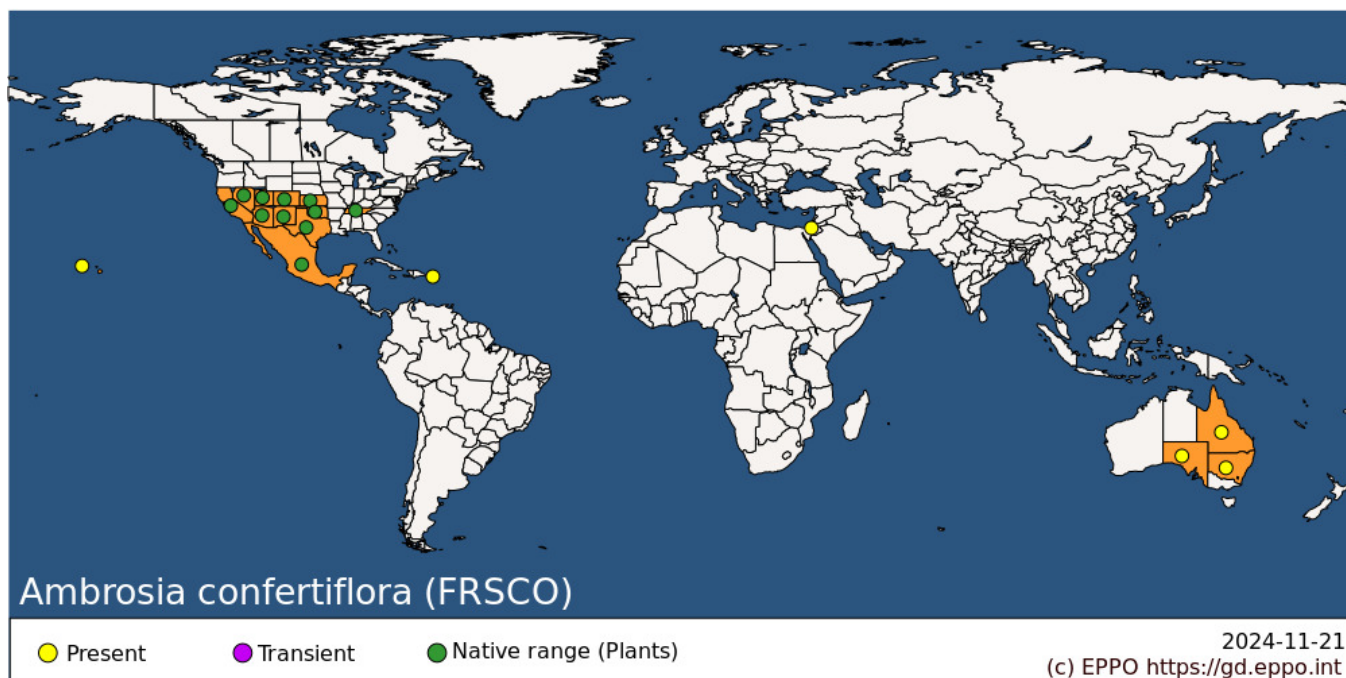 Ambrosia confertiflora (FRSCO)
Present
Transient
Native range (Plants)
2024-11-21
(c) EPPO https://gd.eppo.int